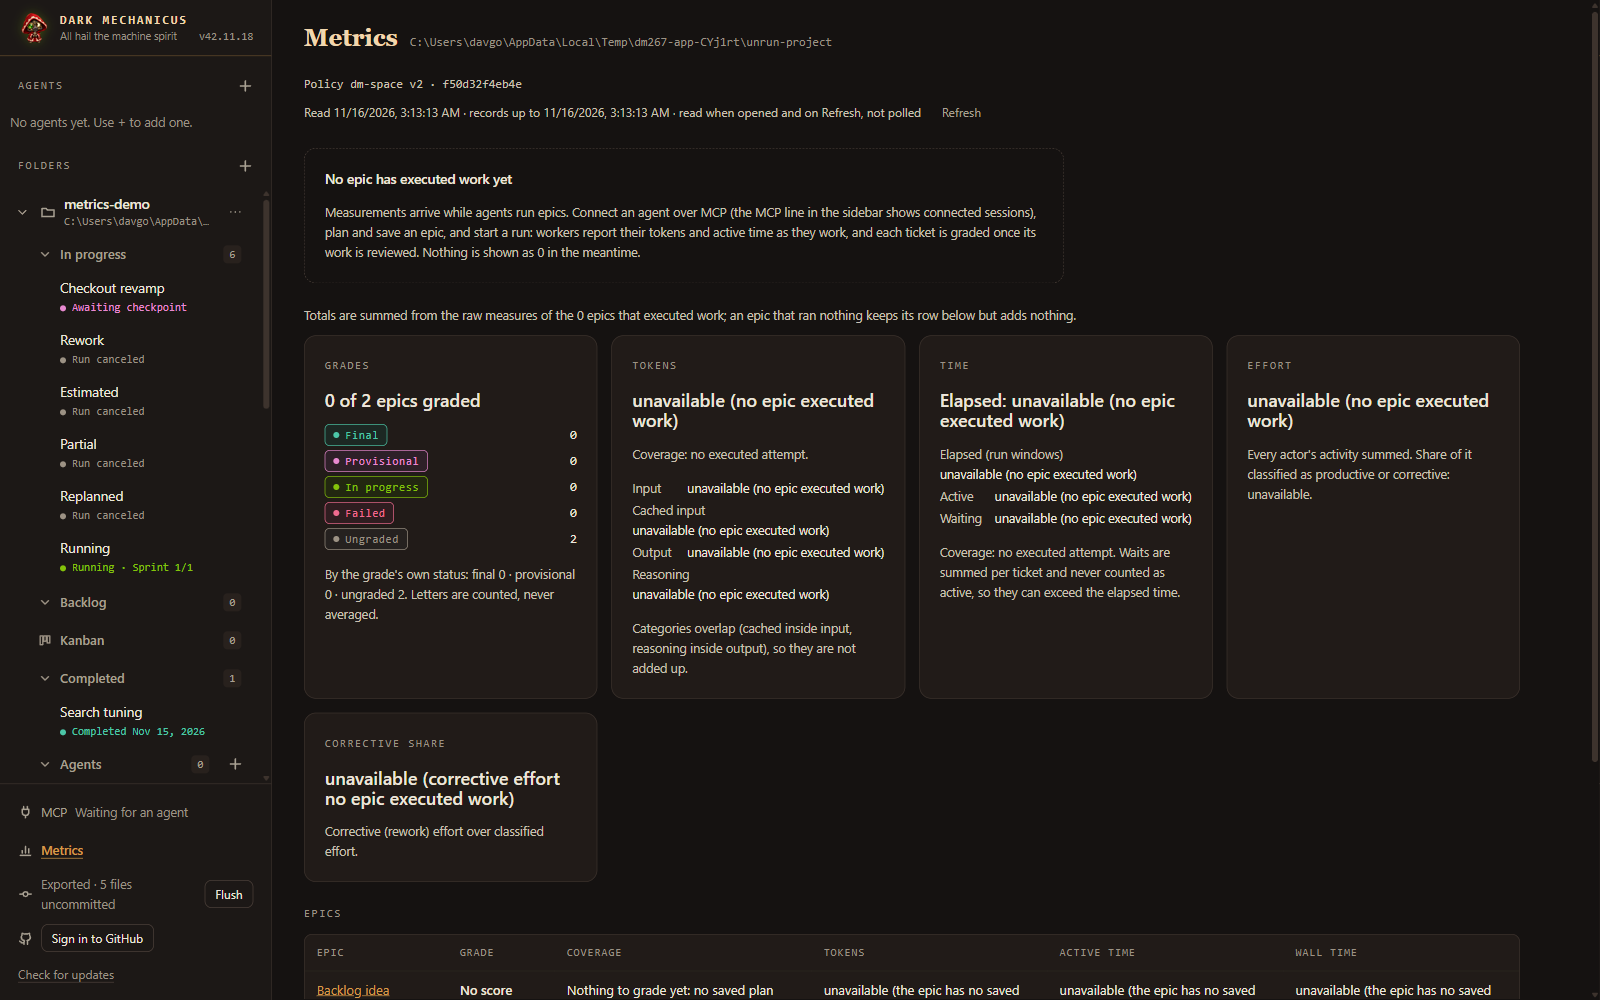 DARK MECHANICUS
All hail the machine spirit v42.11.18
AGENTS
No agents yet. Use + to add one.
FOLDERS
metrics-demo
C:\Users\davgo\AppData\…
In progress 6
Checkout revamp
Awaiting checkpoint
Rework
Run canceled
Estimated
Run canceled
Partial
Run canceled
Replanned
Run canceled
Running
Running · Sprint 1/1
Backlog 0
Kanban 0
Completed 1
Search tuning
Completed Nov 15, 2026
Agents 0
MCP Waiting for an agent
Metrics
Exported · 5 files
uncommitted
Flush
Sign in to GitHub
Check for updates
Metrics C:\Users\davgo\AppData\Local\Temp\dm267-app-CYj1rt\unrun-project
Policy dm-space v2 · f50d32f4eb4e
Read 11/16/2026, 3:13:13 AM · records up to 11/16/2026, 3:13:13 AM · read when opened and on Refresh, not polled Refresh
No epic has executed work yet
Measurements arrive while agents run epics. Connect an agent over MCP (the MCP line in the sidebar shows connected sessions),
plan and save an epic, and start a run: workers report their tokens and active time as they work, and each ticket is graded once its
work is reviewed. Nothing is shown as 0 in the meantime.
Totals are summed from the raw measures of the 0 epics that executed work; an epic that ran nothing keeps its row below but adds nothing.
GRADES
0 of 2 epics graded
Final 0
Provisional 0
In progress 0
Failed 0
Ungraded 2
By the grade's own status: final 0 · provisional
0 · ungraded 2. Letters are counted, never
averaged.
TOKENS
unavailable (no epic executed
work)
Coverage: no executed attempt.
Input unavailable (no epic executed work)
Cached input
unavailable (no epic executed work)
Output unavailable (no epic executed work)
Reasoning
unavailable (no epic executed work)
Categories overlap (cached inside input,
reasoning inside output), so they are not
added up.
TIME
Elapsed: unavailable (no epic
executed work)
Elapsed (run windows)
unavailable (no epic executed work)
Active unavailable (no epic executed work)
Waiting unavailable (no epic executed work)
Coverage: no executed attempt. Waits are
summed per ticket and never counted as
active, so they can exceed the elapsed time.
EFFORT
unavailable (no epic executed
work)
Every actor's activity summed. Share of it
classified as productive or corrective:
unavailable.
CORRECTIVE SHARE
unavailable (corrective effort
no epic executed work)
Corrective (rework) effort over classified
effort.
EPICS
EPIC GRADE COVERAGE TOKENS ACTIVE TIME WALL TIME
Backlog idea No score Nothing to grade yet: no saved plan unavailable (the epic has no saved unavailable (the epic has no saved unavailable (the epic has no saved